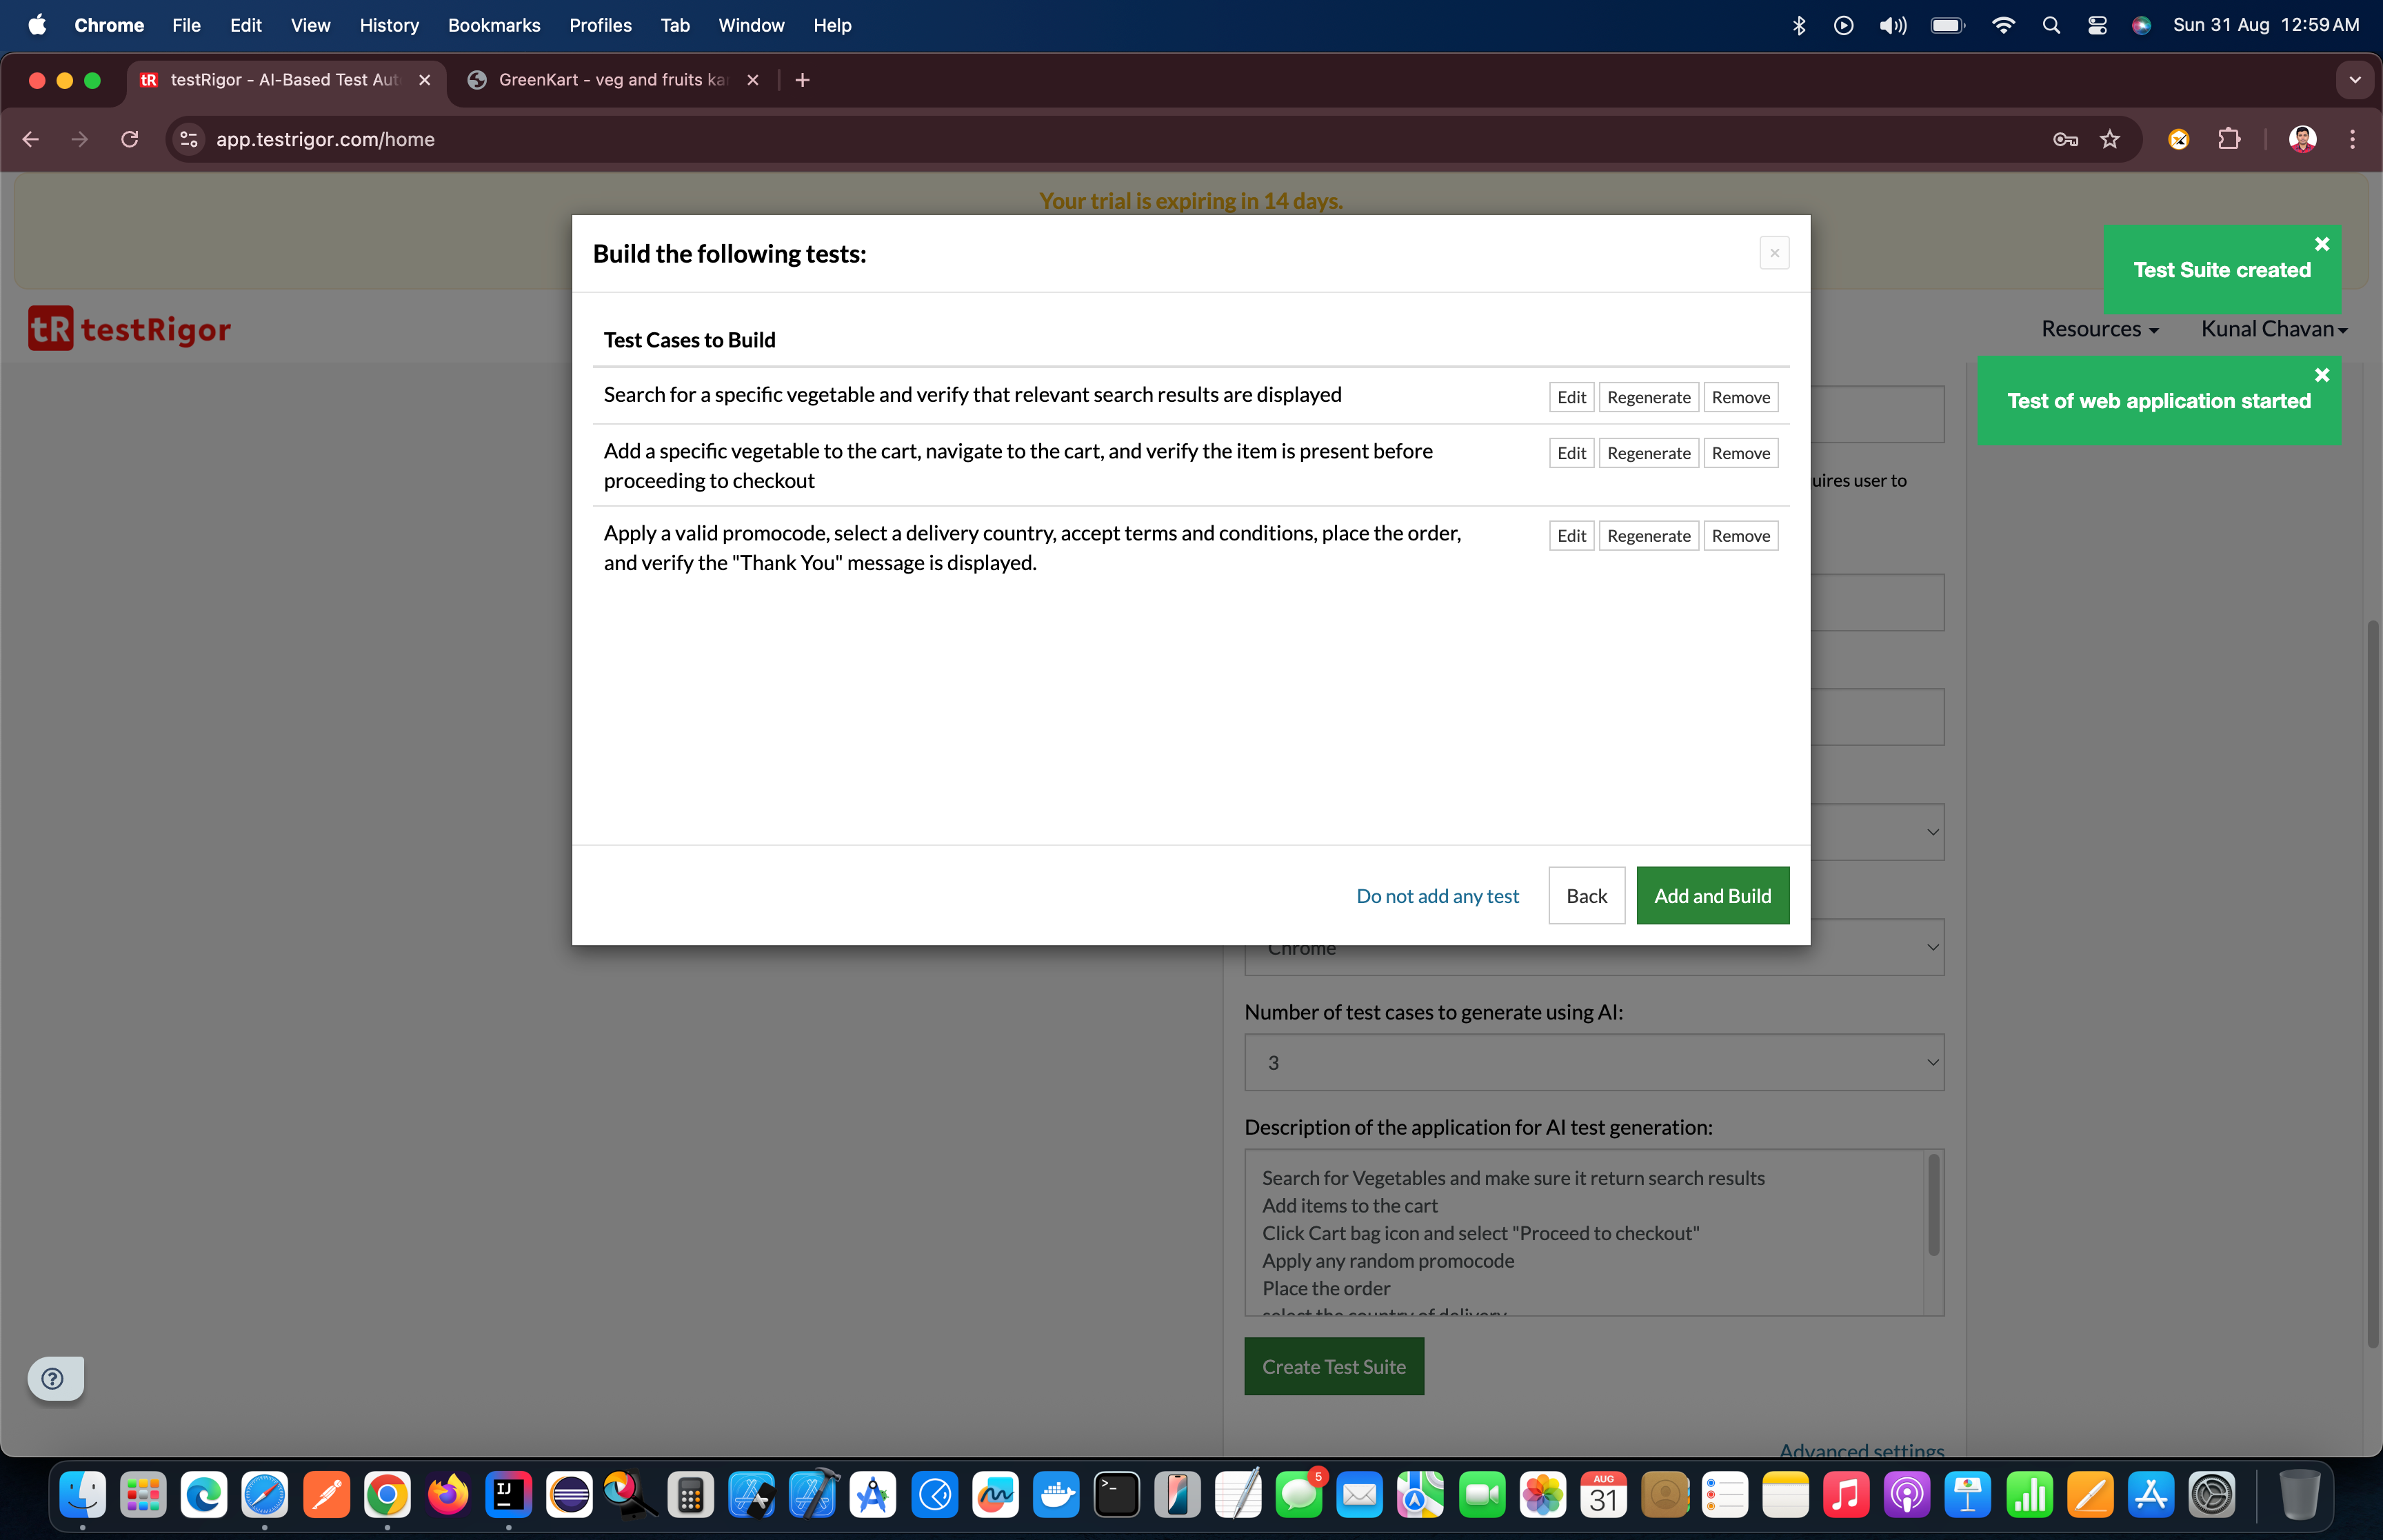 Chrome File Edit View History Bookmarks Profiles Tab Window Help Sun 31 Aug 12:59 AM
tR testRigor - AI-Based Test Aut GreenKart - veg and fruits ka
app.testrigor.com/home
Your trial is expiring in 14 days.
Build the following tests:
Test Suite created
tR testRigor
Resources Kunal Chavan
Test Cases to Build
Test of web application started
Search for a specific vegetable and verify that relevant search results are displayed
Edit Regenerate Remove
Add a specific vegetable to the cart, navigate to the cart, and verify the item is present before
proceeding to checkout
Edit Regenerate Remove
uires user to
Apply a valid promocode, select a delivery country, accept terms and conditions, place the order,
and verify the "Thank You" message is displayed.
Edit Regenerate Remove
Do not add any test Back Add and Build
Chrome
Number of test cases to generate using AI:
3
Description of the application for AI test generation:
Search for Vegetables and make sure it return search results
Add items to the cart
Click Cart bag icon and select "Proceed to checkout"
Apply any random promocode
Place the order
select the country of delivery
Create Test Suite
Advanced settings
IJ
5
AUG
31